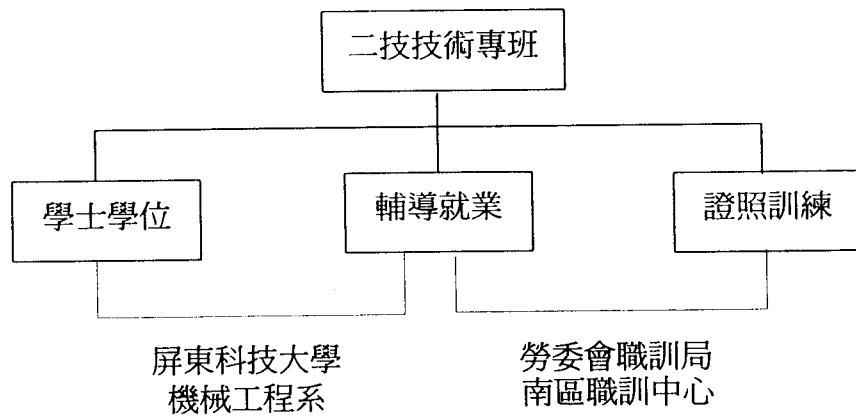 二技技術專班
學士學位
輔導就業
證照訓練
屏東科技大學
機械工程系
勞委會職訓局
南區職訓中心